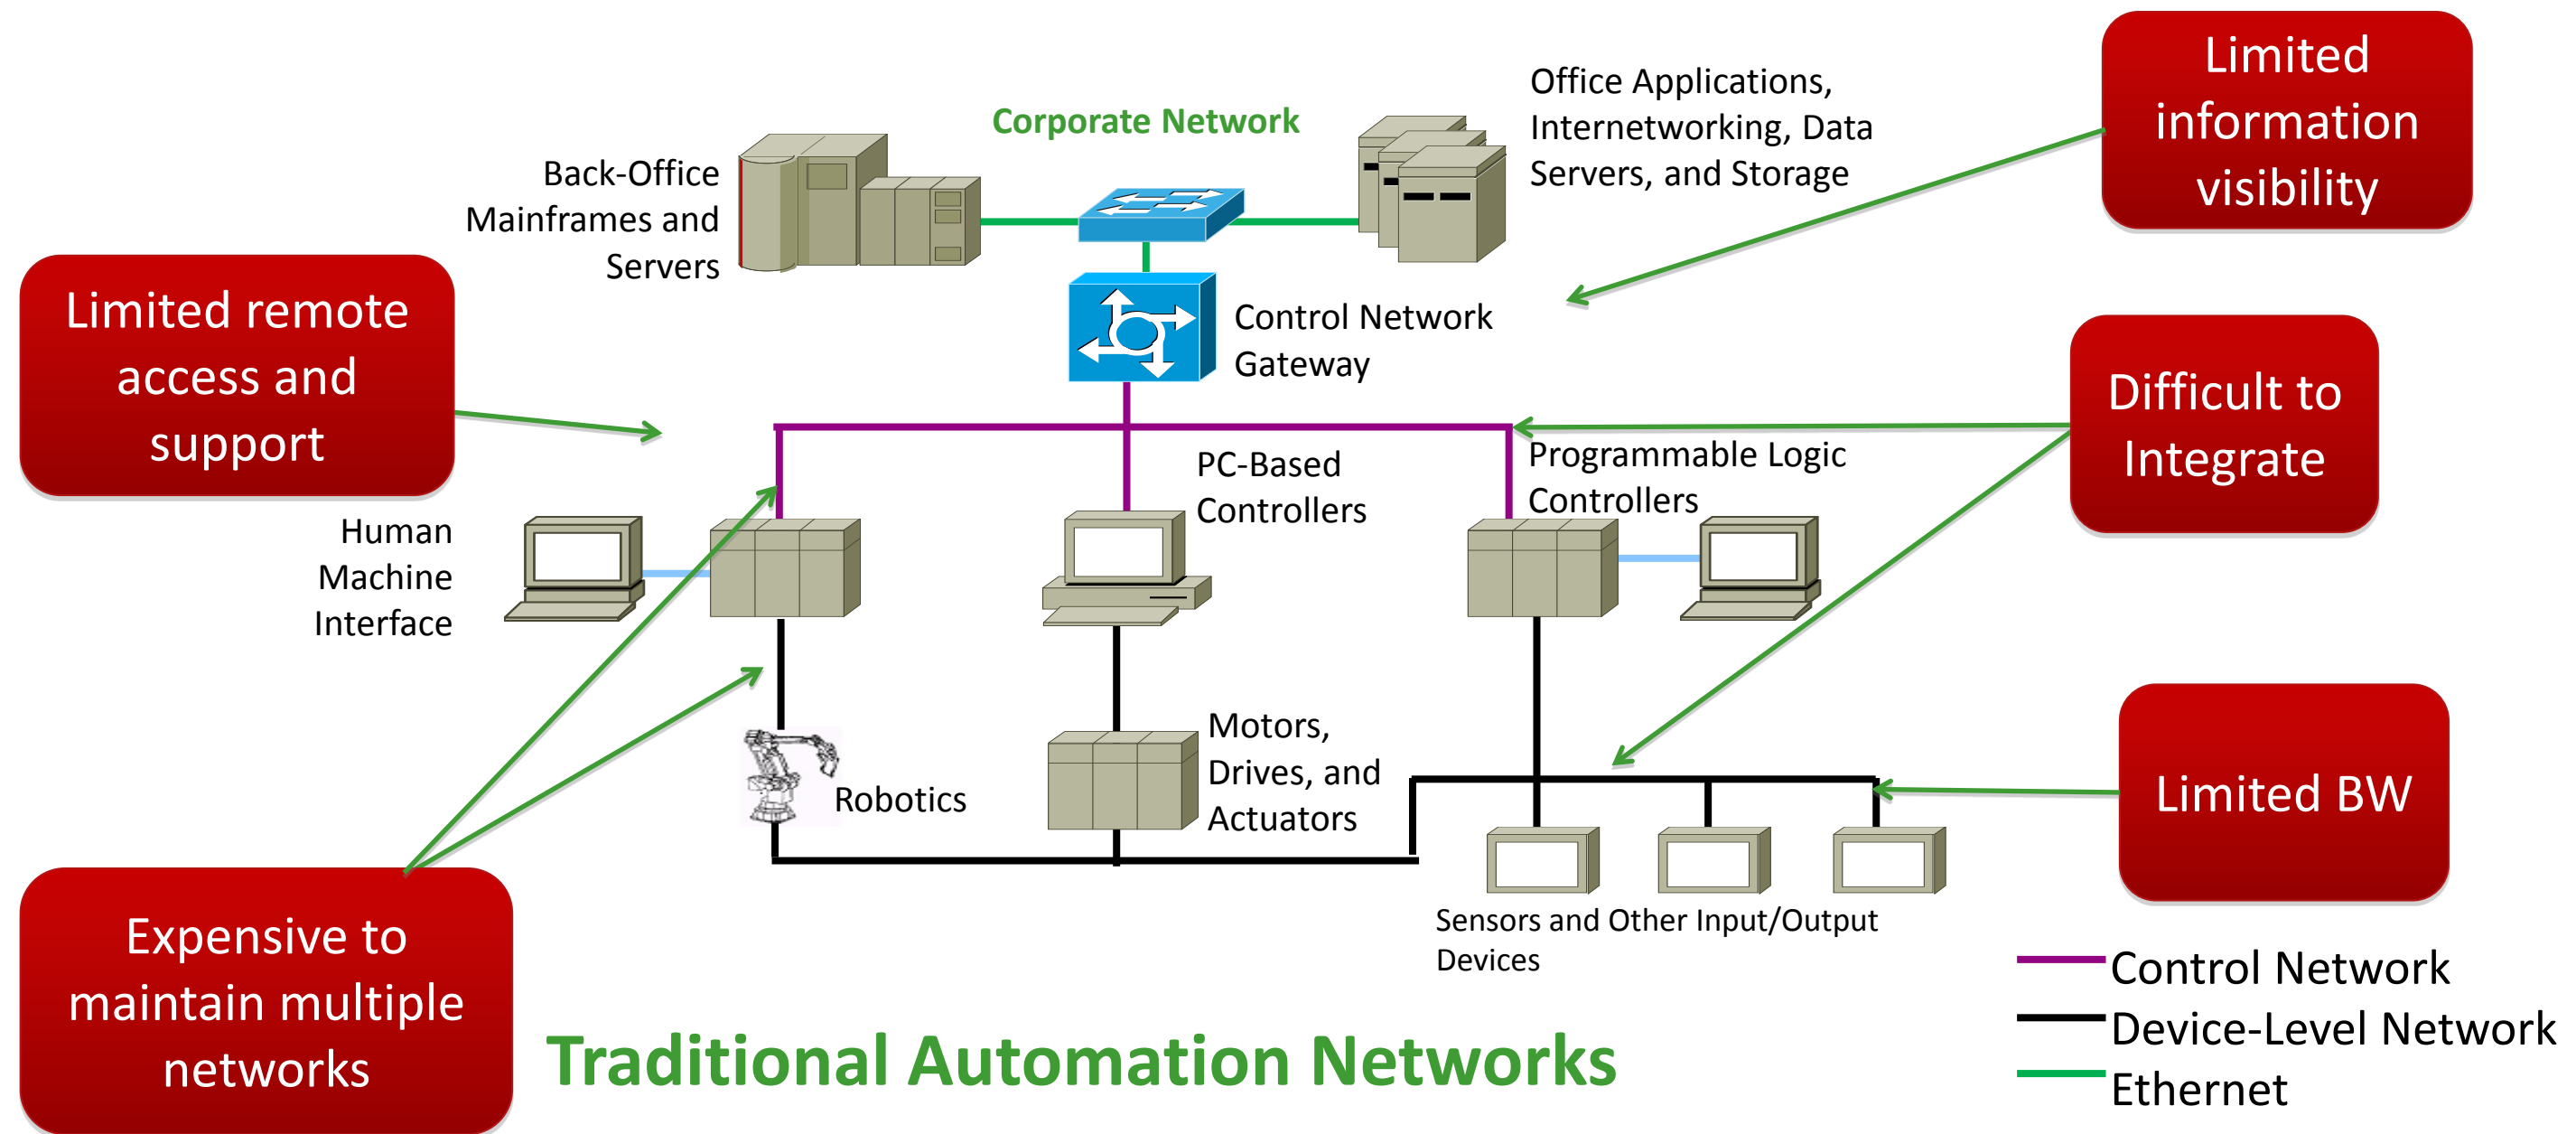 Limited
information
visibility
Office Applications,
Internetworking, Data
Servers, and Storage
Corporate Network
Back-Office
Mainframes and
Servers
Limited remote
access and
support
Control Network
Gateway
Difficult to
Integrate
PC-Based
Controllers
Programmable Logic
Controllers
Human
Machine
Interface
Motors,
Drives, and
Actuators
Robotics
Limited BW
Sensors and Other Input/Output
Devices
Expensive to
maintain multiple
networks
Control Network
Device-Level Network
Ethernet
Traditional Automation Networks